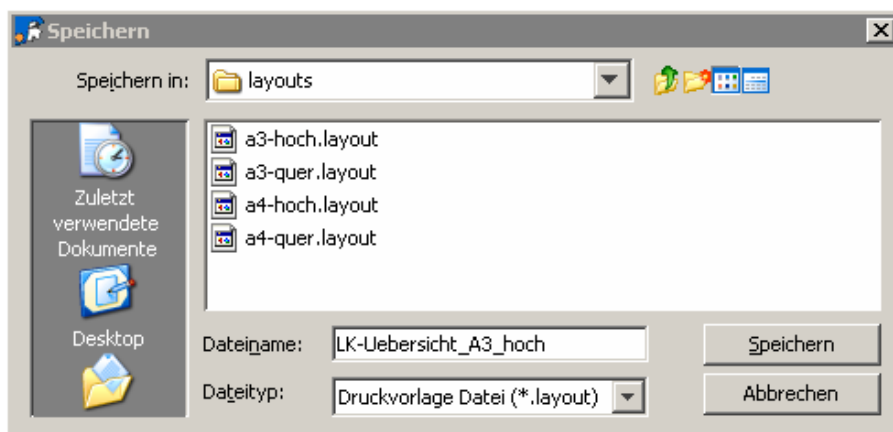 Speichern
Speichern in:
layouts
a3-hoch.layout
a3-quer.layout
a4-hoch.layout
a4-quer.layout
Zuletzt
verwendete
Dokumente
Desktop
Dateiname:
LK-Uebersicht_A3_hoch
Speichern
Dateityp:
Druckvorlage Datei (*.layout)
Abbrechen